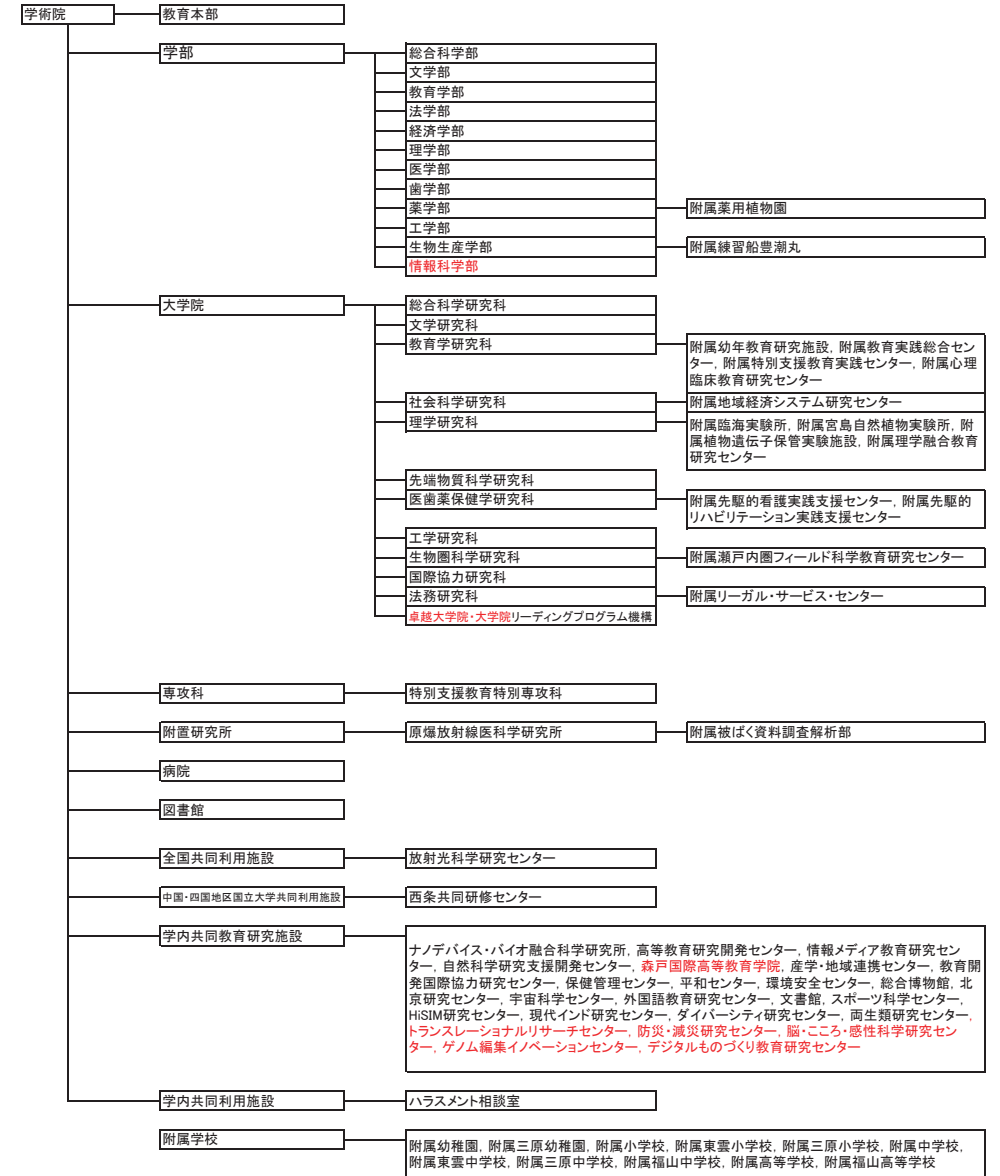 学術院
教育本部
学部
総合科学部
文学部
教育学部
法学部
経済学部
理学部
医学部
歯学部
薬学部
附属薬用植物園
工学部
生物生産学部
附属練習船豊潮丸
情報科学部
大学院
総合科学研究科
文学研究科
教育学研究科
附属幼年教育研究施設, 附属教育実践総合セン
ター, 附属特別支援教育実践センター, 附属心理
臨床教育研究センター
社会科学研究科
附属地域経済システム研究センター
理学研究科
附属臨海実験所, 附属宮島自然植物実験所, 附
属植物遺伝子保管実験施設, 附属理学融合教育
研究センター
先端物質科学研究科
医歯薬保健学研究科
附属先駆的看護実践支援センター, 附属先駆的
リハビリテーション実践支援センター
工学研究科
生物圏科学研究科
附属瀬戸内圏フィールド科学教育研究センター
国際協力研究科
法務研究科
附属リーガル・サービス・センター
卓越大学院・大学院リーディングプログラム機構
専攻科
特別支援教育特別専攻科
附置研究所
原爆放射線医科学研究所
附属被ばく資料調査解析部
病院
図書館
全国共同利用施設
放射光科学研究センター
中国・四国地区国立大学共同利用施設
西条共同研修センター
学内共同教育研究施設
ナノデバイス・バイオ融合科学研究所, 高等教育研究開発センター, 情報メディア教育研究セン
ター, 自然科学研究支援開発センター, 森戸国際高等教育学院, 産学・地域連携センター, 教育開
発国際協力研究センター, 保健管理センター, 平和センター, 環境安全センター, 総合博物館, 北
京研究センター, 宇宙科学センター, 外国語教育研究センター, 文書館, スポーツ科学センター,
HiSIM研究センター, 現代インド研究センター, ダイバーシティ研究センター, 両生類研究センター,
トランスレーショナルリサーチセンター, 防災・減災研究センター, 脳・こころ・感性科学研究セン
ター, ゲノム編集イノベーションセンター, デジタルものづくり教育研究センター
学内共同利用施設
ハラスメント相談室
附属学校
附属幼稚園, 附属三原幼稚園, 附属小学校, 附属東雲小学校, 附属三原小学校, 附属中学校,
附属東雲中学校, 附属三原中学校, 附属福山中学校, 附属高等学校, 附属福山高等学校